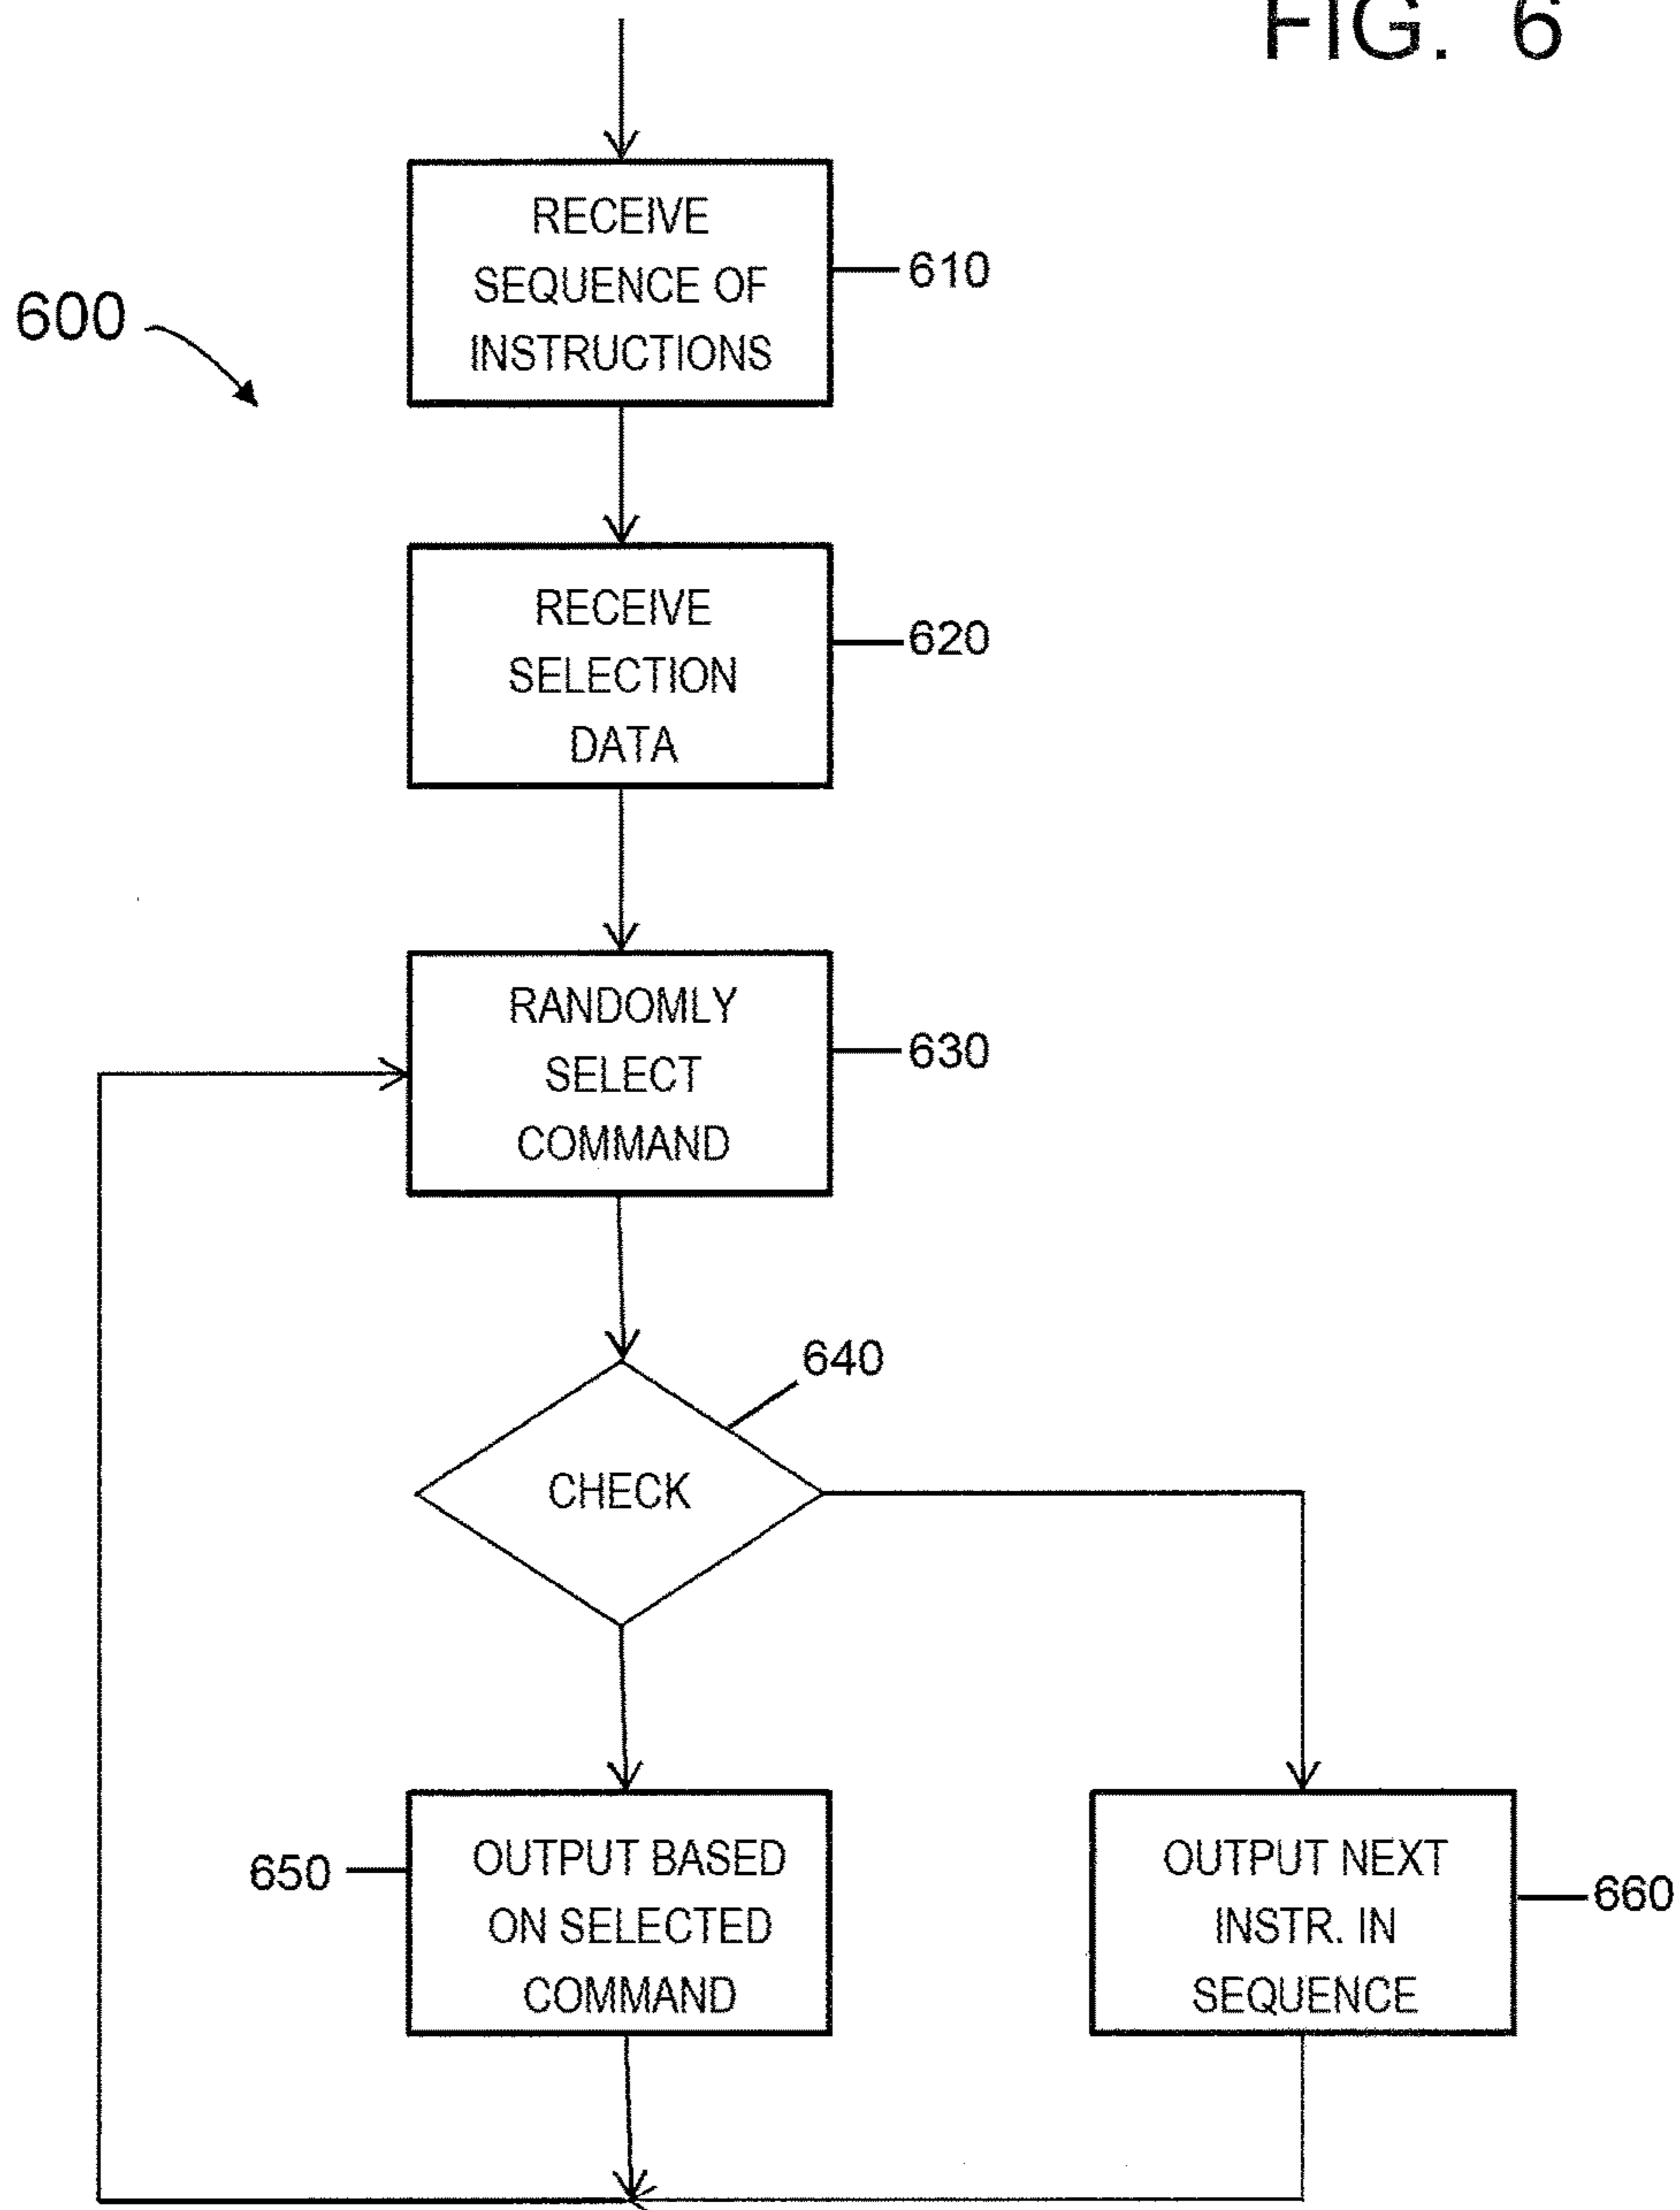 FIG. 6
RECEIVE
SEQUENCE OF
INSTRUCTIONS
610
600
RECEIVE
SELECTION
DATA
620
RANDOMLY
SELECT
COMMAND
630
640
CHECK
650
OUTPUT BASED
ON SELECTED
COMMAND
OUTPUT NEXT
INSTR. IN
SEQUENCE
660